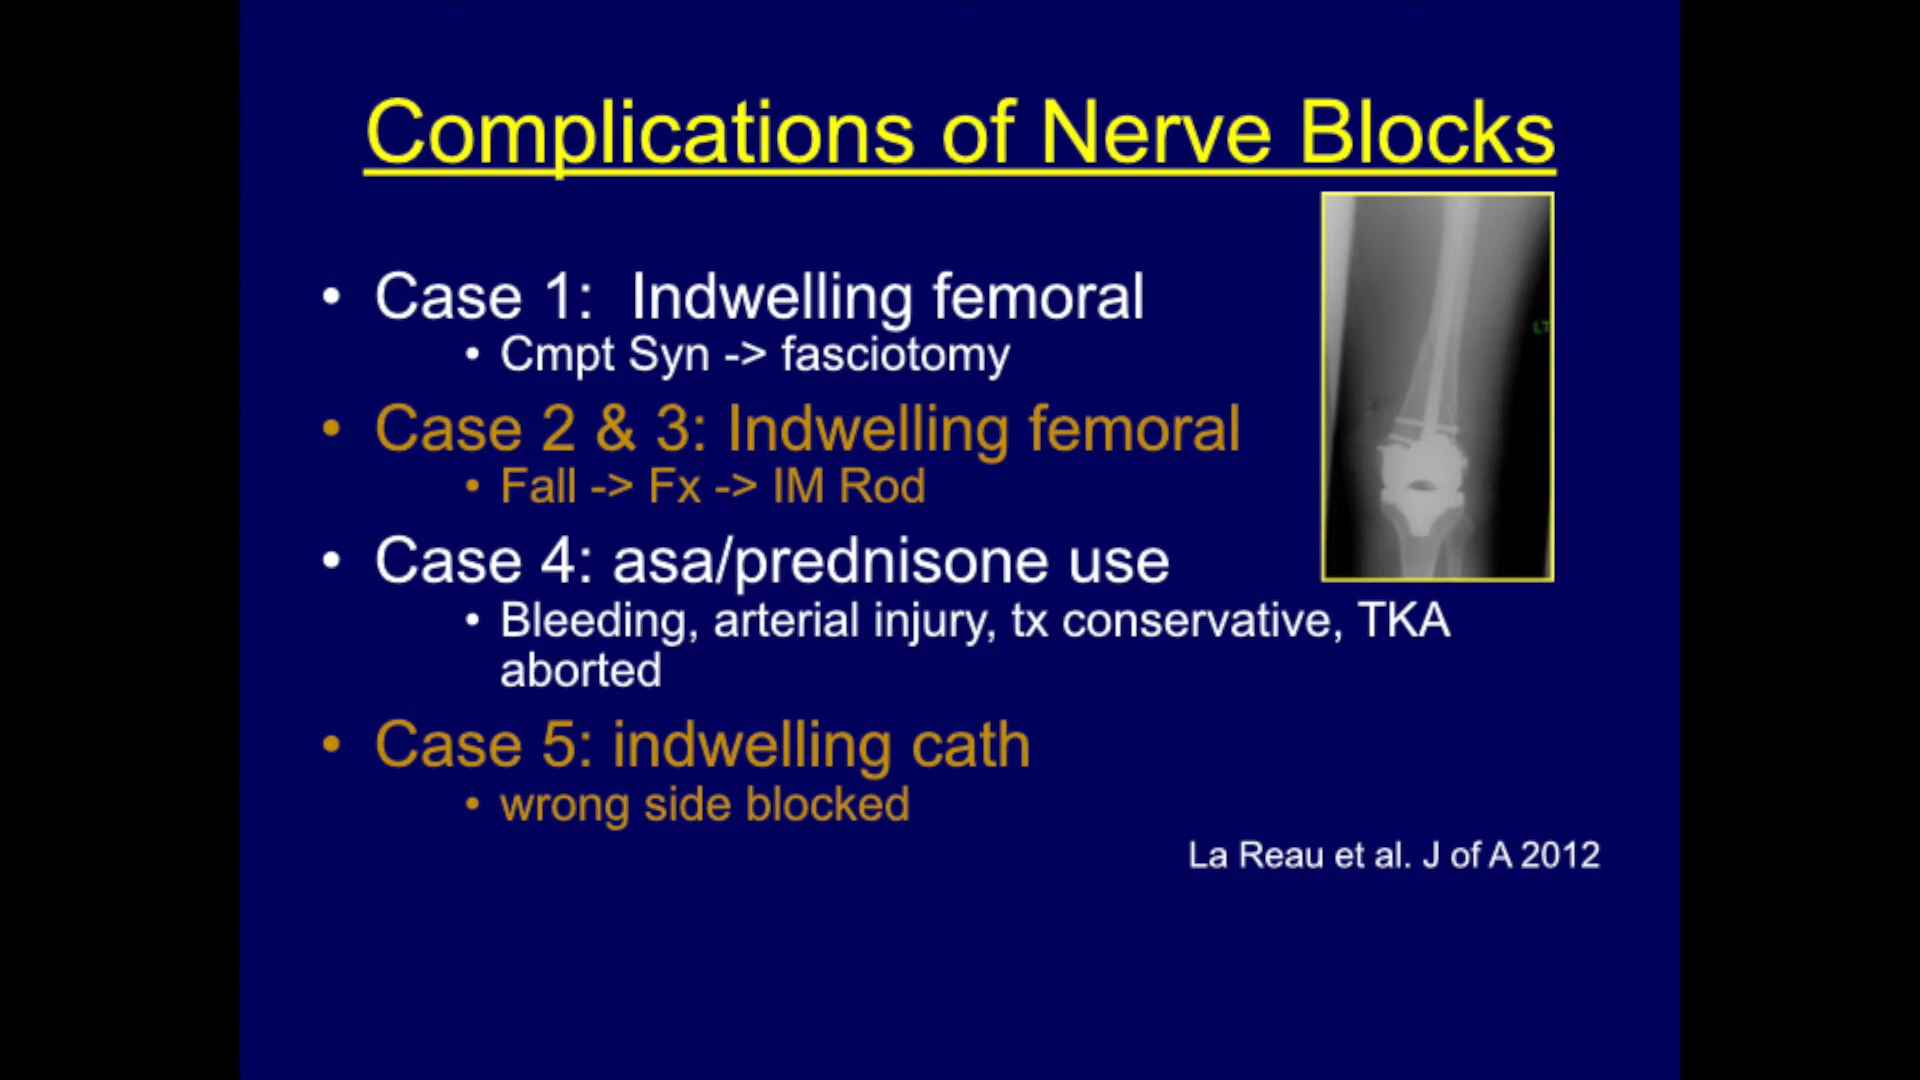 Complications of Nerve Blocks
• Case 1: Indwelling femoral
• Cmpt Syn -> fasciotomy
• Case 2 & 3: Indwelling femoral
• Fall -> Fx -> IM Rod
• Case 4: asa/prednisone use
• Bleeding, arterial injury, tx conservative, TKA
aborted
• Case 5: indwelling cath
• wrong side blocked
La Reau et al. J of A 2012
LT